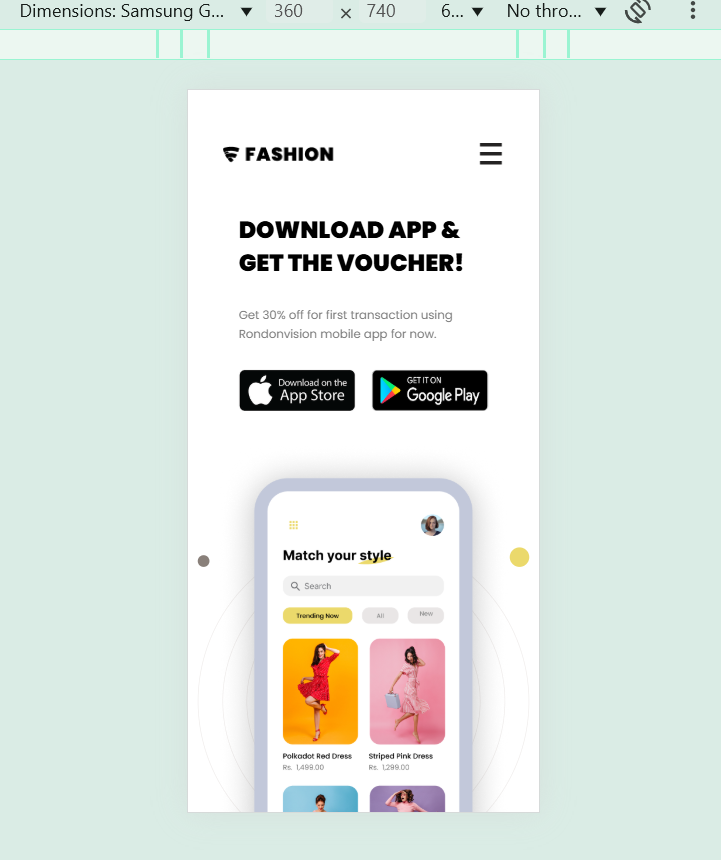 Dimensions: Samsung G... 360 × 740 6... No thro...
FASHION
DOWNLOAD APP &
GET THE VOUCHER!
Get 30% off for first transaction using
Rondonvision mobile app for now.
Download on the
App Store
GET IT ON
Google Play
Match your style
Search
Trending Now All New
Polkadot Red Dress Striped Pink Dress
Rs. 1,499.00 Rs. 1,299.00